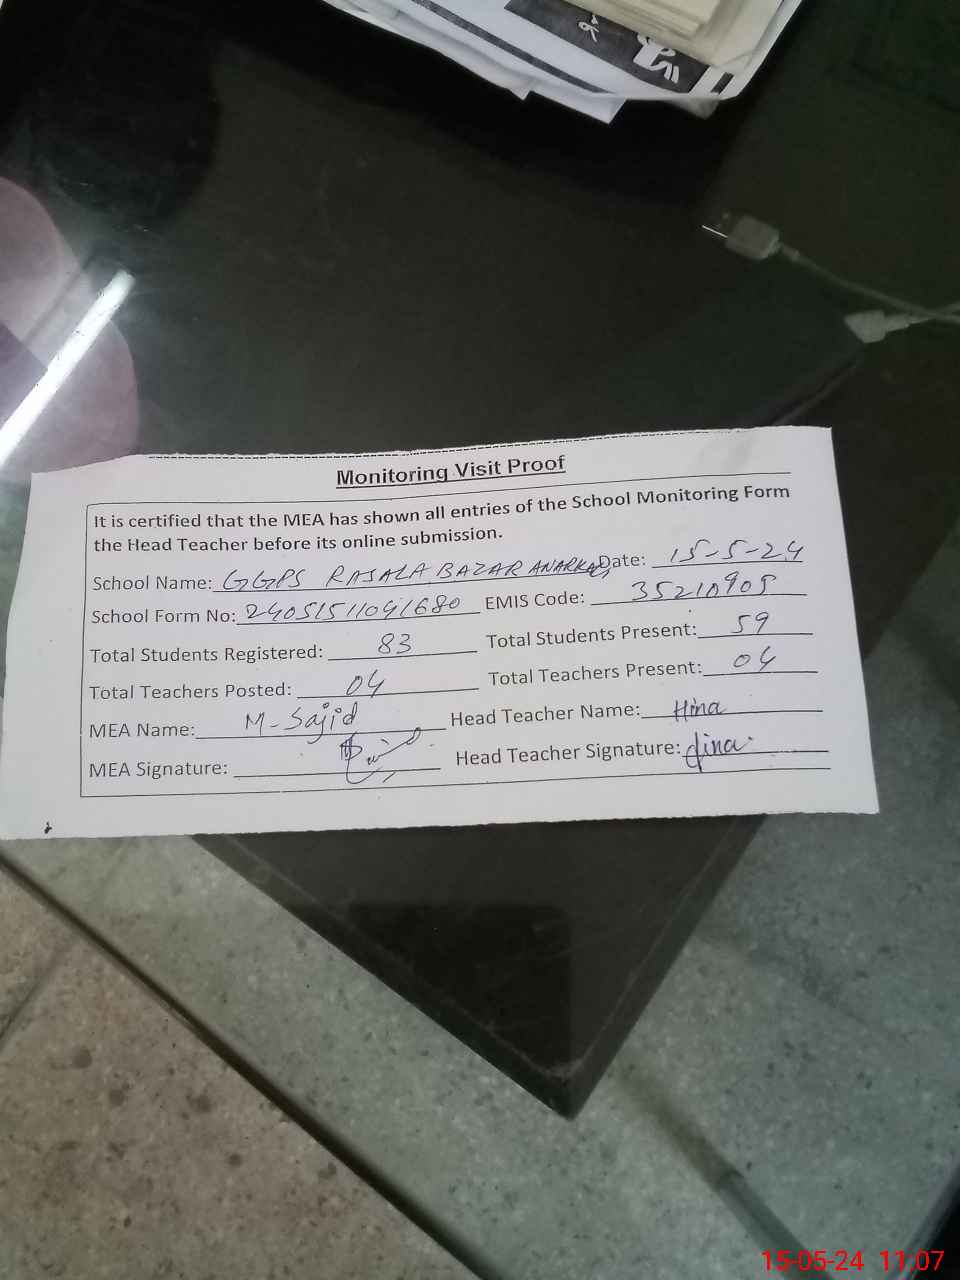 Monitoring Visit Proof
It is certified that the MEA has shown all entries of the School Monitoring Form
the Head Teacher before its online submission.
School Name: GGPS RASALA BAZAR ANARKALI Date: 15-5-24
School Form No: 24051511041680 EMIS Code: 35210905
Total Students Registered: 83 Total Students Present: 59
Total Teachers Posted: 04 Total Teachers Present: 04
MEA Name: M-Sajid Head Teacher Name: Hina
MEA Signature: Head Teacher Signature: Hina
15-05-24 11:07